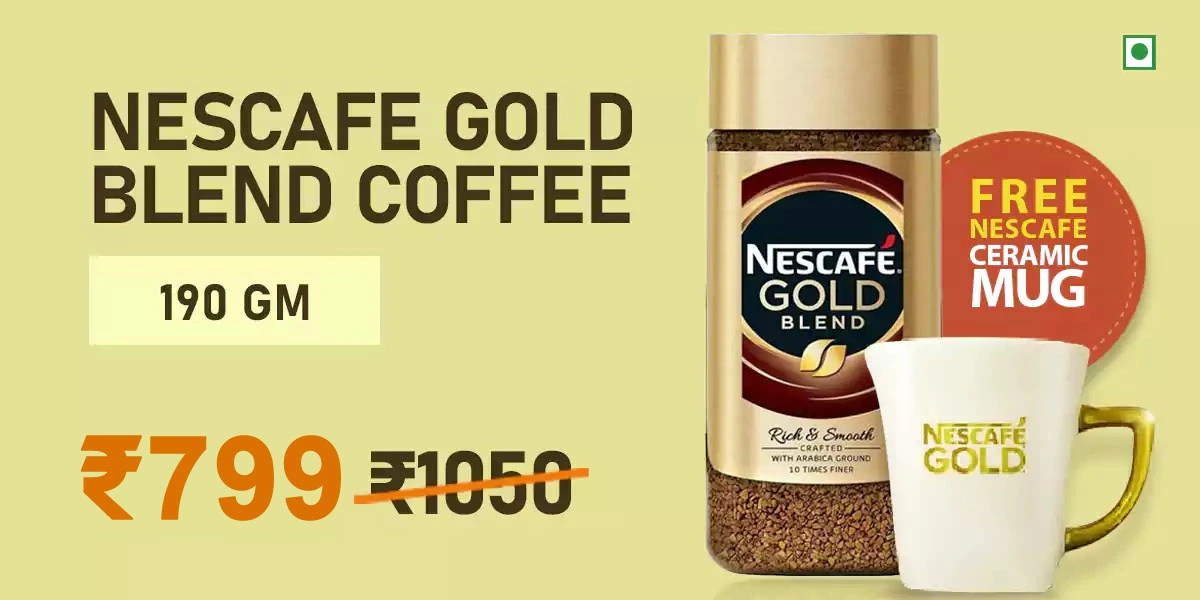 NESCAFE GOLD
BLEND COFFEE
190 GM
₹799 ₹1050
NESCAFÉ.
GOLD
BLEND
Rich & Smooth
CRAFTED
WITH ARABICA GROUND
10 TIMES FINER
FREE
NESCAFE
CERAMIC
MUG
NESCAFÉ
GOLD